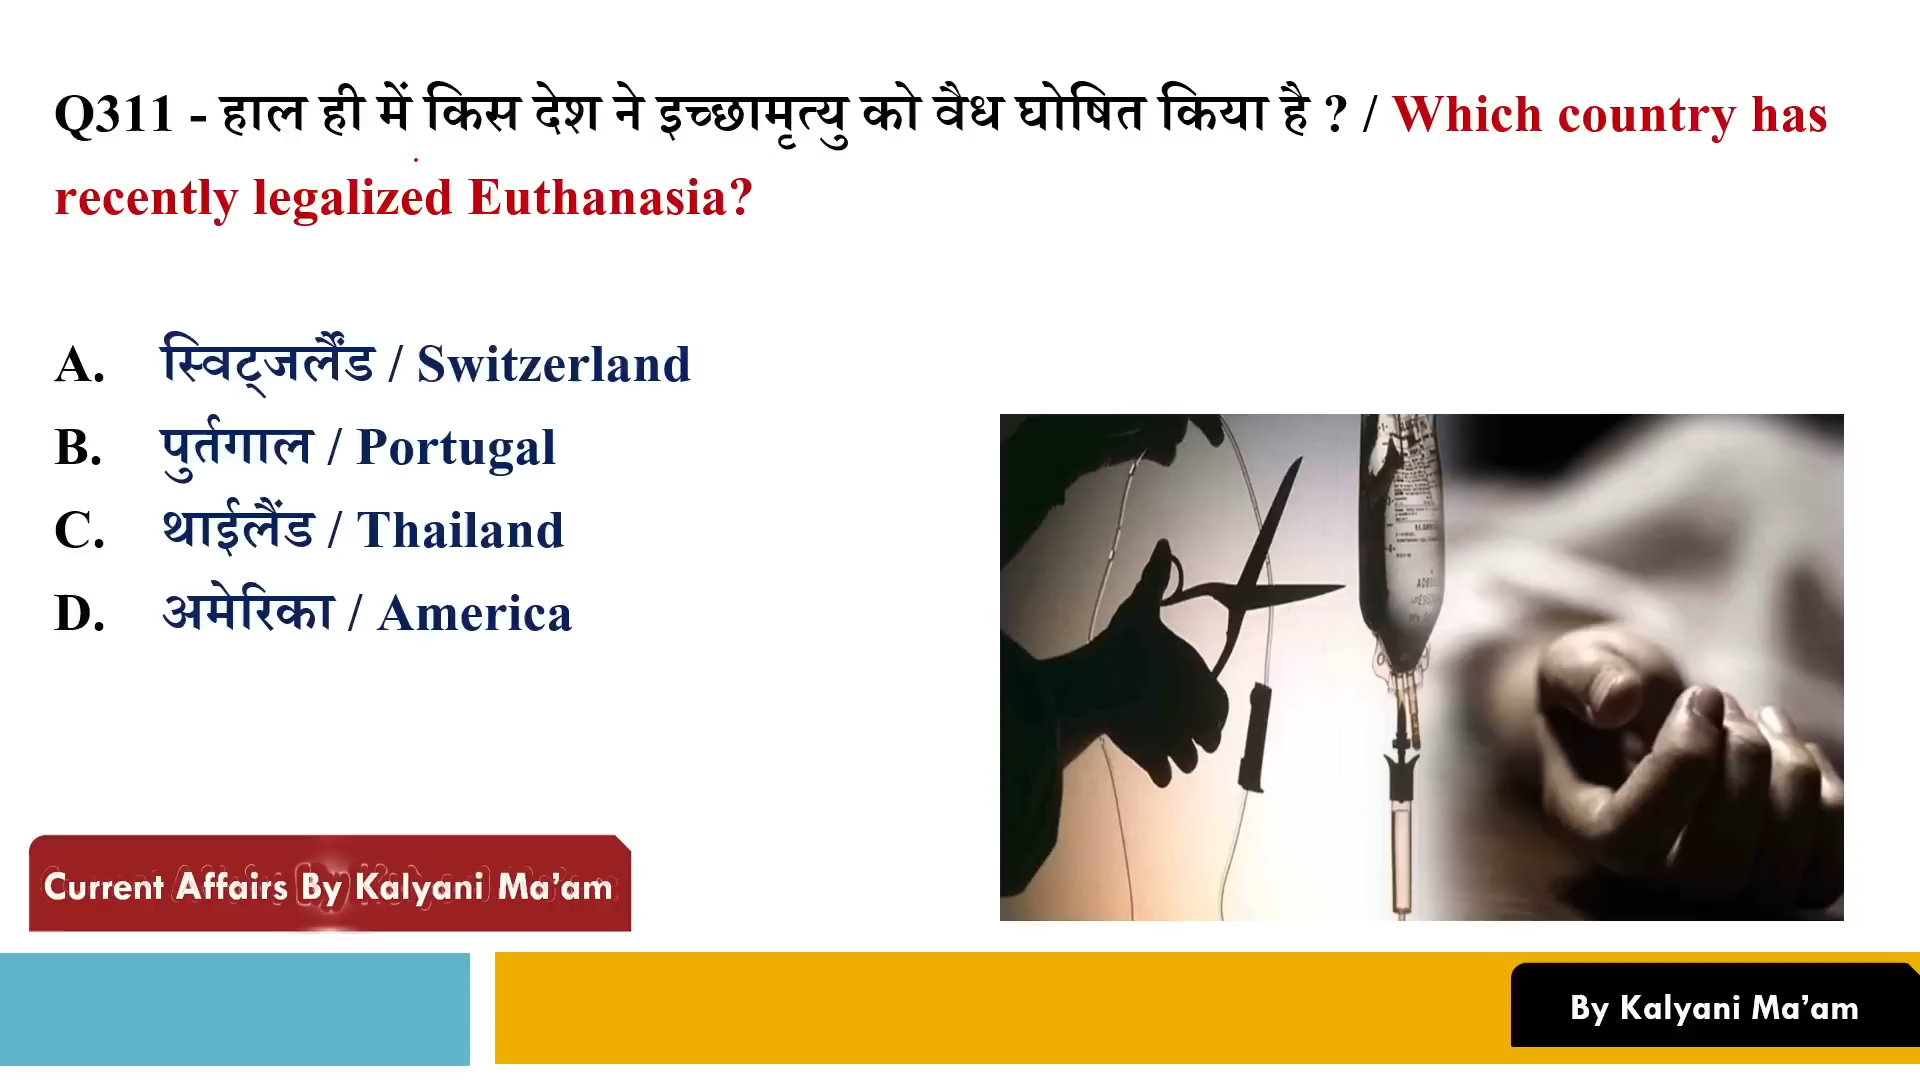 Q311 - हाल ही में किस देश ने इच्छामृत्यु को वैध घोषित किया है ? / Which country has
recently legalized Euthanasia?
A. स्विट्जर्लैंड / Switzerland
B. पुर्तगाल / Portugal
C. थाईलैंड / Thailand
D. अमेरिका / America
Current Affairs By Kalyani Ma’am
By Kalyani Ma’am